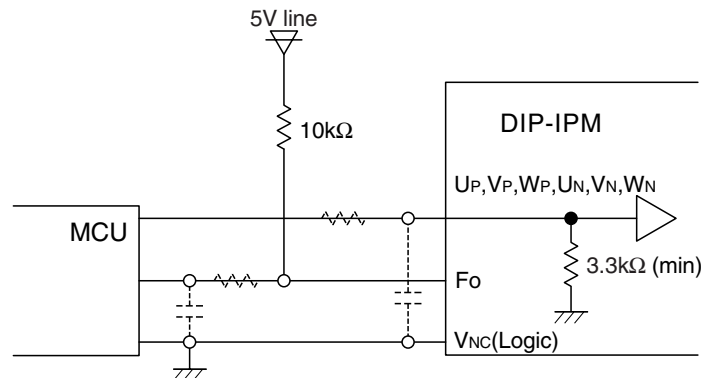 5V line
10kΩ
DIP-IPM
UP,VP,WP,UN,VN,WN
MCU
3.3kΩ (min)
Fo
VNC(Logic)